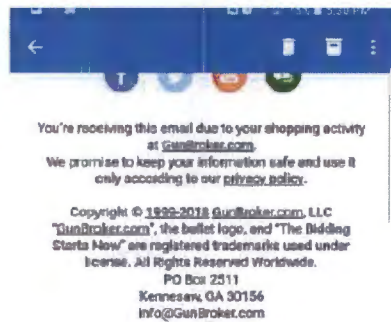 You're receiving this email due to your shopping activity
at GunBroker.com.
We promise to keep your information safe and use it
only according to our privacy policy.
Copyright © 1999-2018 GunBroker.com, LLC
"GunBroker.com", the bullet logo, and "The Bidding
Starts Now" are registered trademarks used under
license. All Rights Reserved Worldwide.
PO Box 2511
Kennesaw, GA 30156
info@GunBroker.com